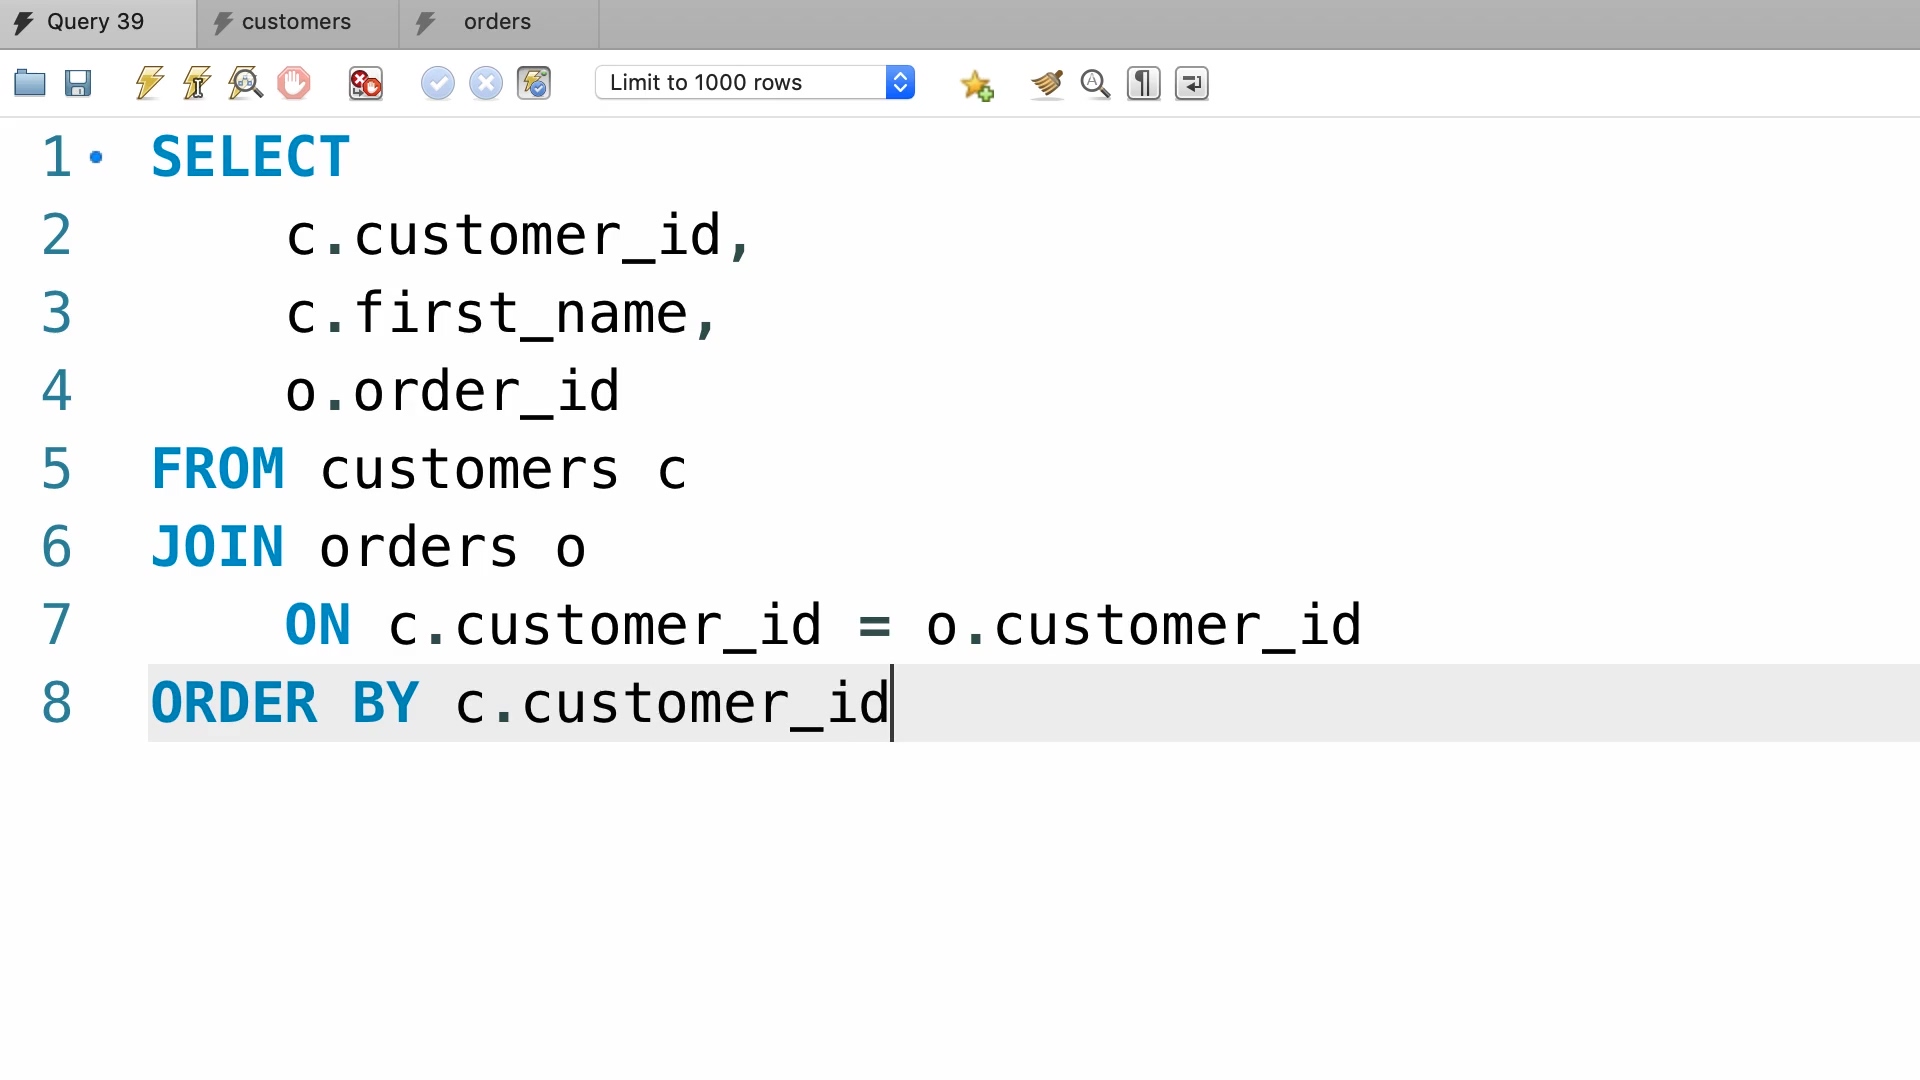 Query 39 customers orders
Limit to 1000 rows
1 SELECT
2 c.customer_id,
3 c.first_name,
4 o.order_id
5 FROM customers c
6 JOIN orders o
7 ON c.customer_id = o.customer_id
8 ORDER BY c.customer_id